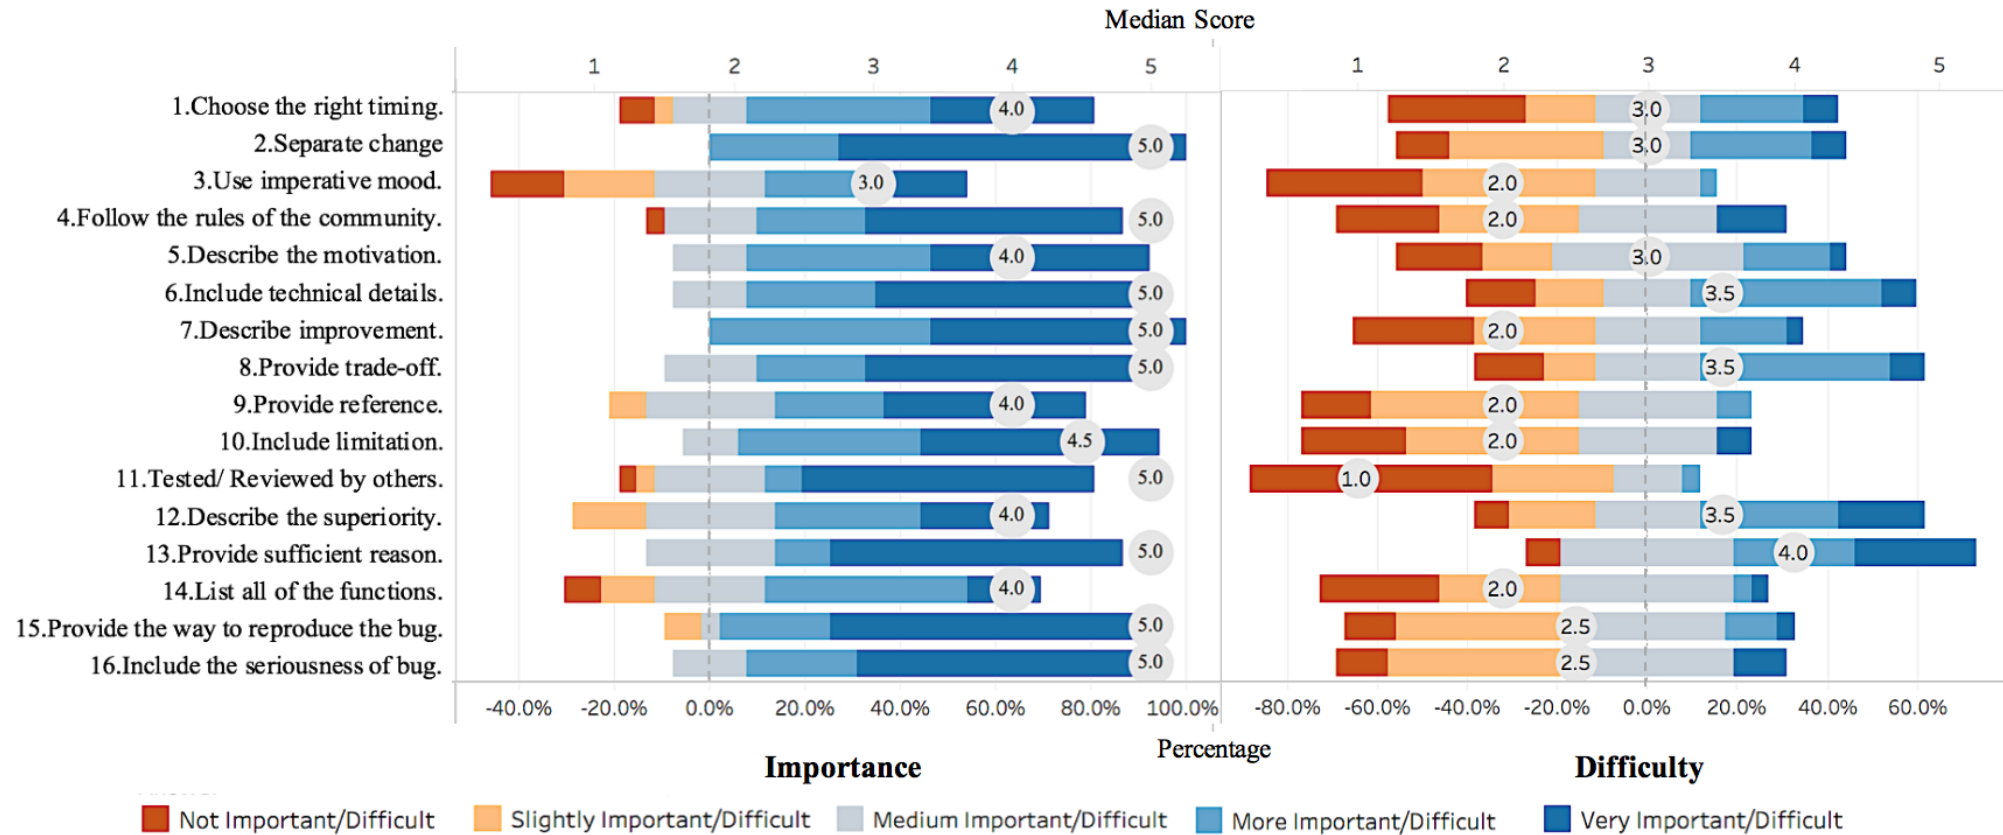 Median Score
1 2 3 4 5 1 2 3 4 5
1.Choose the right timing. 4.0 3.0
2.Separate change 5.0 3.0
3.Use imperative mood. 3.0 2.0
4.Follow the rules of the community. 5.0 2.0
5.Describe the motivation. 4.0 3.0
6.Include technical details. 5.0 3.5
7.Describe improvement. 5.0 2.0
8.Provide trade-off. 5.0 3.5
9.Provide reference. 4.0 2.0
10.Include limitation. 4.5 2.0
11.Tested/ Reviewed by others. 5.0 1.0
12.Describe the superiority. 4.0 3.5
13.Provide sufficient reason. 5.0 4.0
14.List all of the functions. 4.0 2.0
15.Provide the way to reproduce the bug. 5.0 2.5
16.Include the seriousness of bug. 5.0 2.5
-40.0% -20.0% 0.0% 20.0% 40.0% 60.0% 80.0% 100.0% -80.0% -60.0% -40.0% -20.0% 0.0% 20.0% 40.0% 60.0%
Percentage
Importance Difficulty
Not Important/Difficult Slightly Important/Difficult Medium Important/Difficult More Important/Difficult Very Important/Difficult